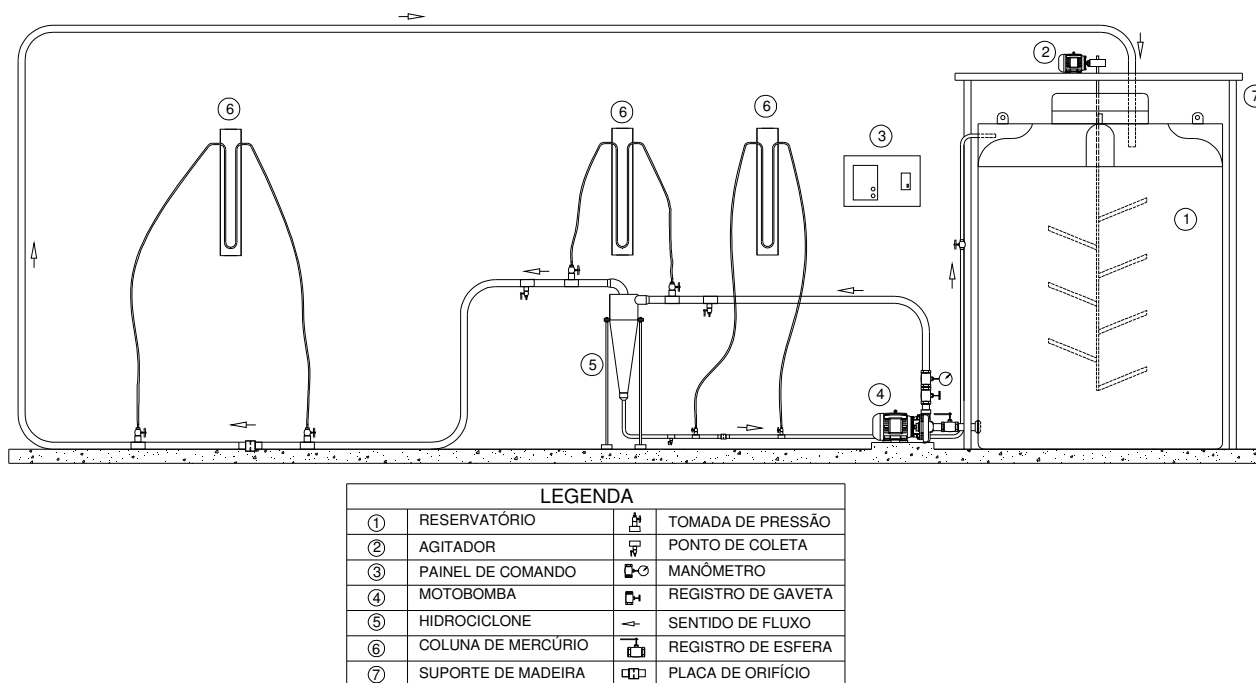 2
7
6
6
6
3
1
5
4
LEGENDA
1 RESERVATÓRIO TOMADA DE PRESSÃO
2 AGITADOR PONTO DE COLETA
3 PAINEL DE COMANDO MANÔMETRO
4 MOTOBOMBA REGISTRO DE GAVETA
5 HIDROCICLONE SENTIDO DE FLUXO
6 COLUNA DE MERCÚRIO REGISTRO DE ESFERA
7 SUPORTE DE MADEIRA PLACA DE ORIFÍCIO